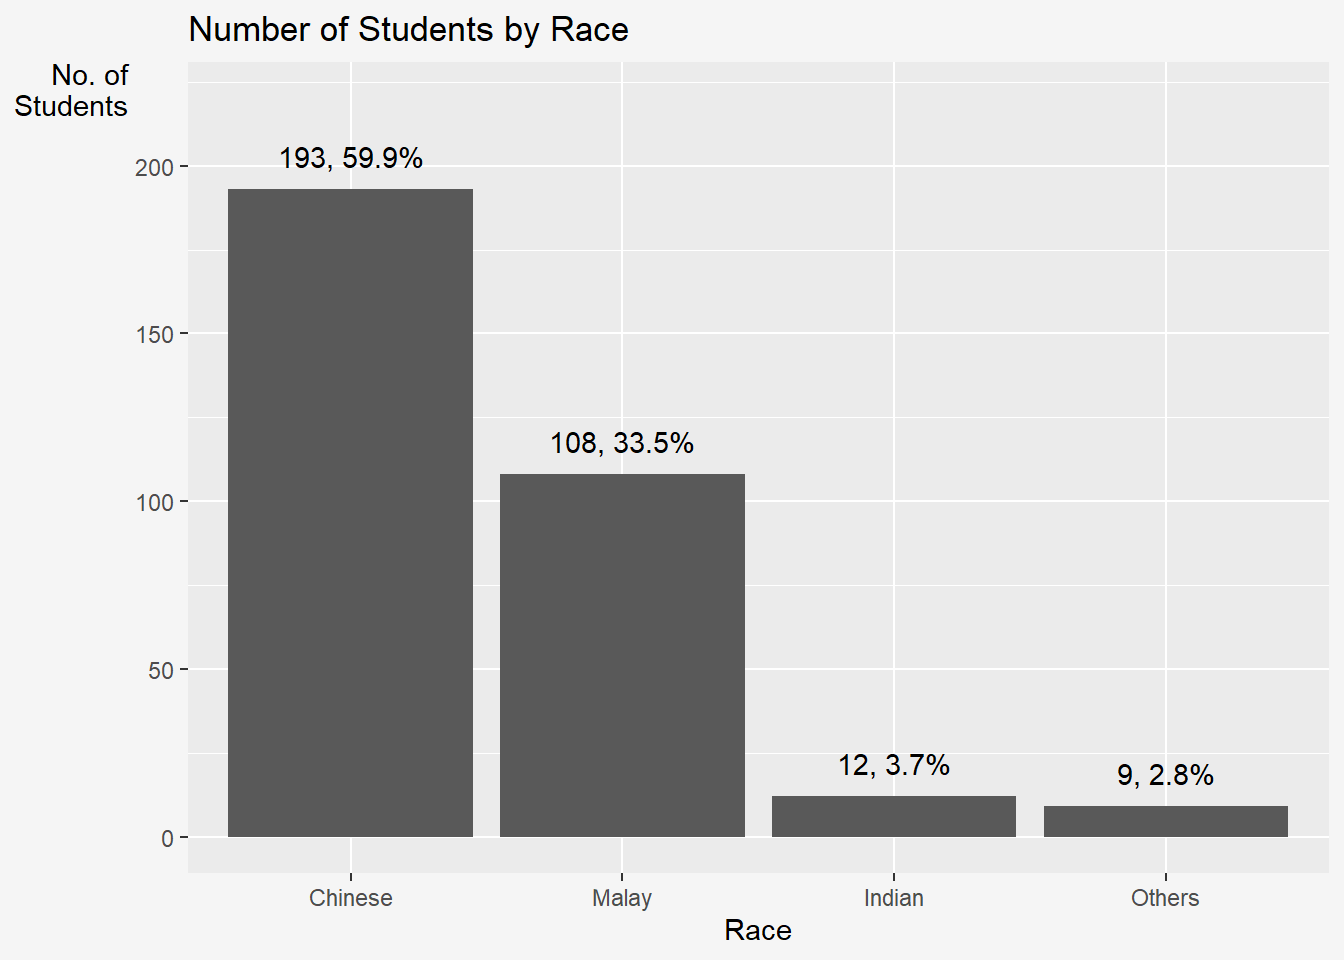 Number of Students by Race
No. of
Students
200
150
100
50
0
193, 59.9%
108, 33.5%
12, 3.7%
9, 2.8%
Chinese
Malay
Indian
Others
Race